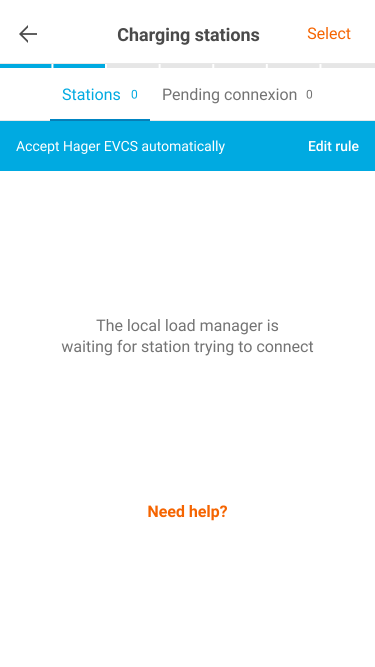 Charging stations
Select
Stations 0
Pending connexion 0
Accept Hager EVCS automatically
Edit rule
The local load manager is
waiting for station trying to connect
Need help?